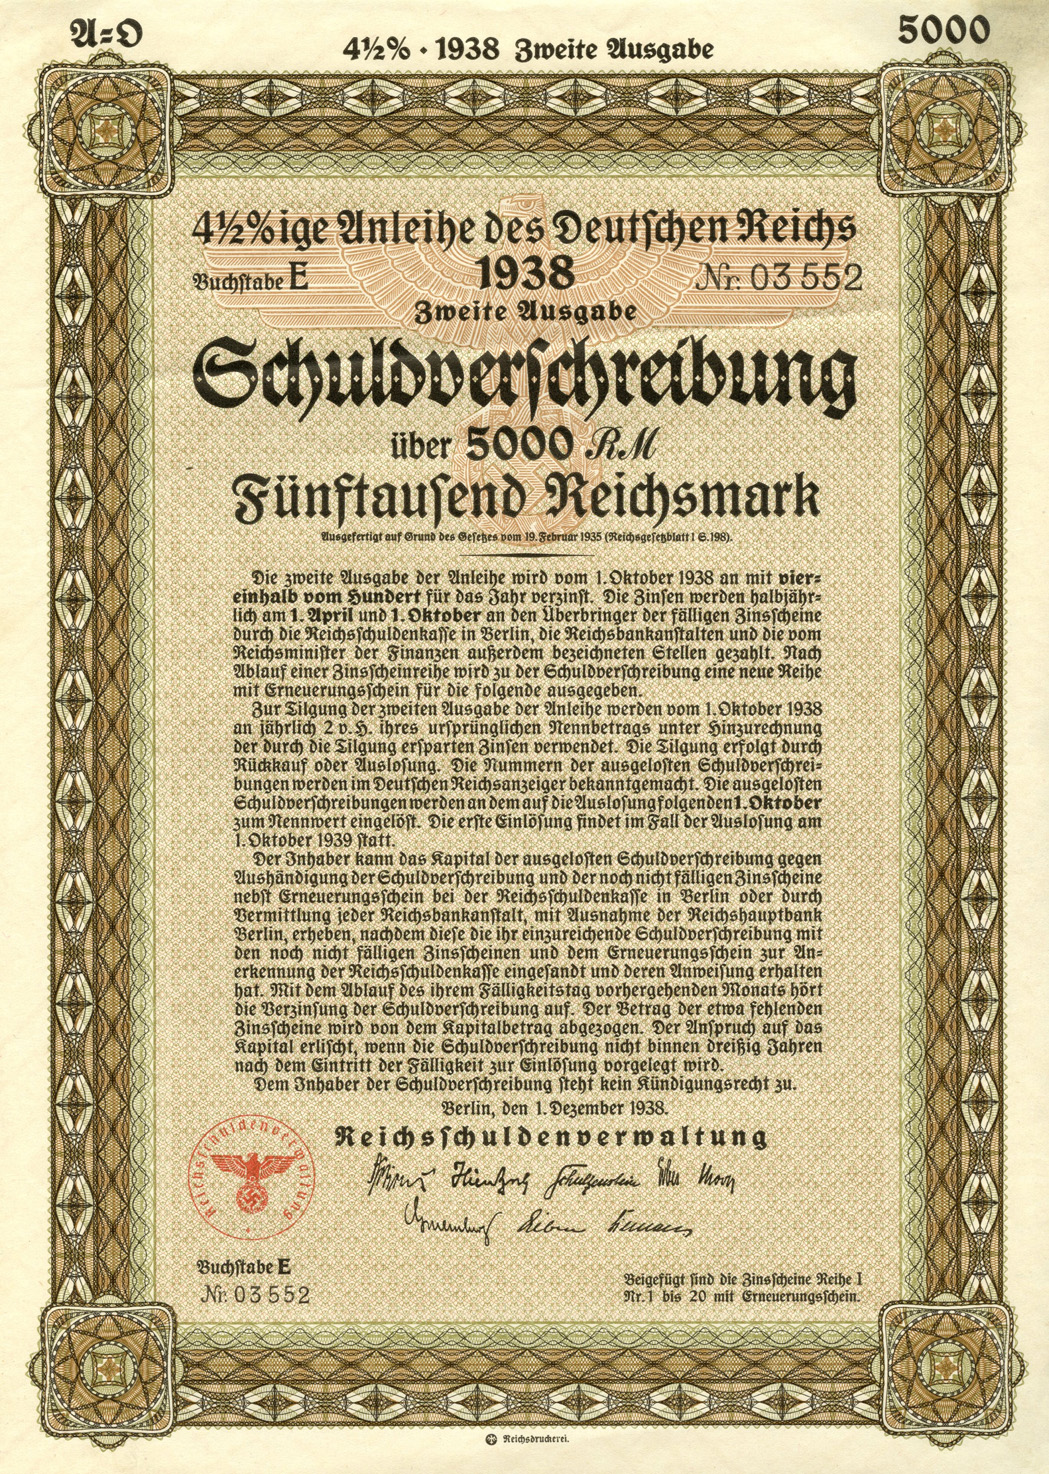 A=O
5000
4½% · 1938 Zweite Ausgabe
4½%ige Anleihe des Deutschen Reichs
Buchstabe E
1938
Nr. 03 552
Zweite Ausgabe
Schuldverschreibung
über 5000 RM
Fünftausend Reichsmark
Ausgefertigt auf Grund des Gesetzes vom 19. Februar 1935 (Reichsgesetzblatt I S. 198).
Die zweite Ausgabe der Anleihe wird vom 1. Oktober 1938 an mit vier=
einhalb vom Hundert für das Jahr verzinst. Die Zinsen werden halbjähr=
lich am 1. April und 1. Oktober an den Überbringer der fälligen Zinsscheine
durch die Reichsschuldenkasse in Berlin, die Reichsbankanstalten und die vom
Reichsminister der Finanzen außerdem bezeichneten Stellen gezahlt. Nach
Ablauf einer Zinsscheinreihe wird zu der Schuldverschreibung eine neue Reihe
mit Erneuerungsschein für die folgende ausgegeben.
Zur Tilgung der zweiten Ausgabe der Anleihe werden vom 1. Oktober 1938
an jährlich 2 v. H. ihres ursprünglichen Nennbetrags unter Hinzurechnung
der durch die Tilgung ersparten Zinsen verwendet. Die Tilgung erfolgt durch
Rückkauf oder Auslosung. Die Nummern der ausgelosten Schuldverschrei=
bungen werden im Deutschen Reichsanzeiger bekanntgemacht. Die ausgelosten
Schuldverschreibungen werden an dem auf die Auslosung folgenden 1. Oktober
zum Nennwert eingelöst. Die erste Einlösung findet im Fall der Auslosung am
1. Oktober 1939 statt.
Der Inhaber kann das Kapital der ausgelosten Schuldverschreibung gegen
Aushändigung der Schuldverschreibung und der noch nicht fälligen Zinsscheine
nebst Erneuerungsschein bei der Reichsschuldenkasse in Berlin oder durch
Vermittlung jeder Reichsbankanstalt, mit Ausnahme der Reichshauptbank
Berlin, erheben, nachdem diese die ihr einzureichende Schuldverschreibung mit
den noch nicht fälligen Zinsscheinen und dem Erneuerungsschein zur An=
erkennung der Reichsschuldenkasse eingesandt und deren Anweisung erhalten
hat. Mit dem Ablauf des ihrem Fälligkeitstag vorhergehenden Monats hört
die Verzinsung der Schuldverschreibung auf. Der Betrag der etwa fehlenden
Zinsscheine wird von dem Kapitalbetrag abgezogen. Der Anspruch auf das
Kapital erlischt, wenn die Schuldverschreibung nicht binnen dreißig Jahren
nach dem Eintritt der Fälligkeit zur Einlösung vorgelegt wird.
Dem Inhaber der Schuldverschreibung steht kein Kündigungsrecht zu.
Berlin, den 1. Dezember 1938.
Reichsschuldenverwaltung
Reichsschuldenverwaltung
Buchstabe E
Nr. 03 552
Beigefügt sind die Zinsscheine Reihe I
Nr. 1 bis 20 mit Erneuerungsschein.
Reichsdruckerei.